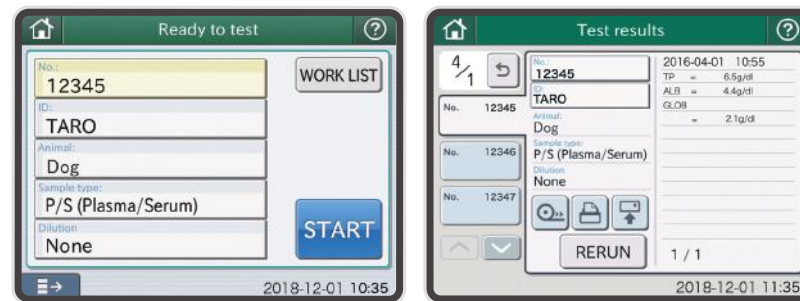 Ready to test
?
No.:
12345
WORK LIST
ID:
TARO
Animal:
Dog
Sample type:
P/S (Plasma/Serum)
Dilution
None
START
2018-12-01 10:35
Test results
?
4/1
No. 12345
No. 12346
No. 12347
No.:
12345
ID:
TARO
Animal:
Dog
Sample type:
P/S (Plasma/Serum)
Dilution
None
RERUN
2016-04-01 10:55
TP = 6.5g/dl
ALB = 4.4g/dl
GLOB
= 2.1g/dl
1 / 1
2018-12-01 11:35